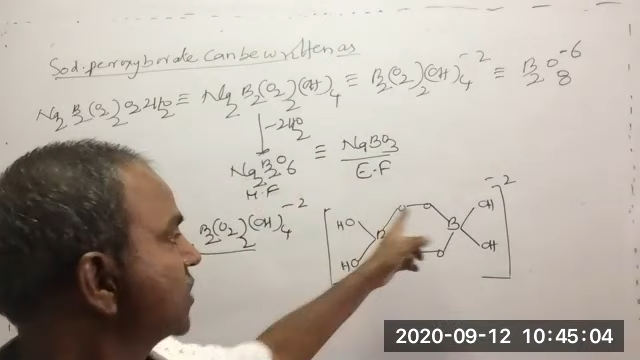 Sod. peroxyborate can be written as
Na2B2(O2)2O22H2O ≡ Na2B2(O2)2(OH)4 ≡ B2(O2)2(OH)4-2 ≡ B2O8-6
-2H2O
Na2B2O6 ≡ NaBO3
M.F E.F
B2(O2)2(OH)4-2
HO B O O B OH -2
HO O OH
2020-09-12 10:45:04